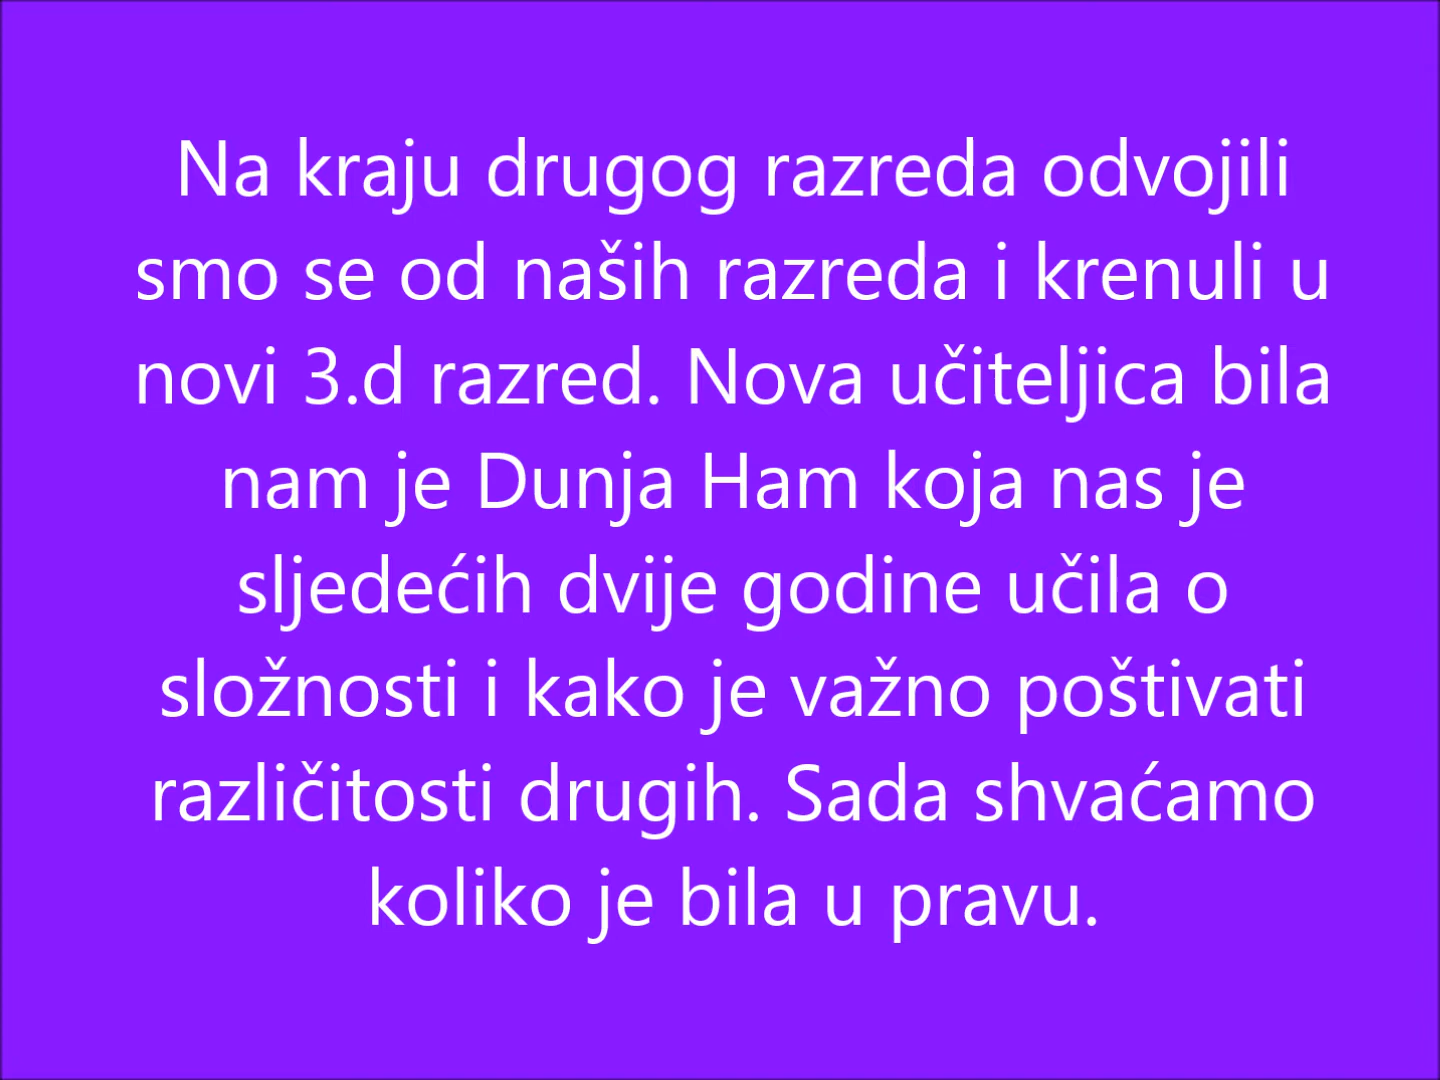 Na kraju drugog razreda odvojili
smo se od naših razreda i krenuli u
novi 3.d razred. Nova učiteljica bila
nam je Dunja Ham koja nas je
sljedećih dvije godine učila o
složnosti i kako je važno poštivati
različitosti drugih. Sada shvaćamo
koliko je bila u pravu.